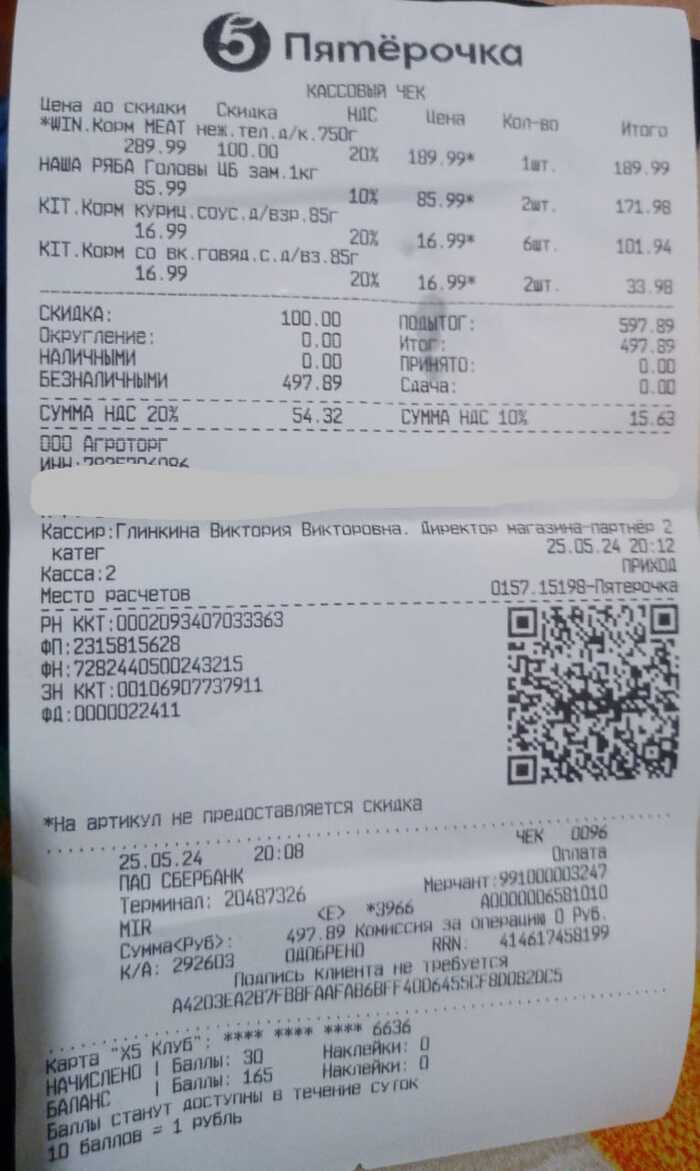 5 Пятёрочка
КАССОВЫЙ ЧЕК
Цена до скидки Скидка НДС Цена Кол-во Итого
*WIN.Корм MEAT неж.тел.д/к.750г
289.99 100.00 20% 189.99* 1шт. 189.99
НАША РЯБА Головы ЦБ зам.1кг
85.99 10% 85.99* 2шт. 171.98
KIT.Корм куриц.соус.д/взр.85г
16.99 20% 16.99* 6шт. 101.94
KIT.Корм со вк.говяд.с.д/вз.85г
16.99 20% 16.99* 2шт. 33.98
СКИДКА: 100.00 ПОДЫТОГ: 597.89
Округление: 0.00 Итог: 497.89
НАЛИЧНЫМИ 0.00 ПРИНЯТО: 0.00
БЕЗНАЛИЧНЫМИ 497.89 Сдача: 0.00
СУММА НДС 20% 54.32 СУММА НДС 10% 15.63
ООО Агроторг
ИНН:
Кассир:Глинкина Виктория Викторовна. Директор магазина-партнёр 2
катег 25.05.24 20:12
Касса:2 ПРИХОД
Место расчетов 0157.15198-Пятерочка
РН ККТ:0002093407033363
ФП:2315815628
ФН:7282440500243215
ЗН ККТ:00106907737911
ФД:0000022411
*На артикул не предоставляется скидка
25.05.24 20:08 ЧЕК 0096
ПАО СБЕРБАНК Оплата
Терминал: 20487326 Мерчант:991000003247
MIR <E> *3966 A0000006581010
Сумма<Руб>: 497.89 Комиссия за операцию 0 Руб.
К/А: 292603 ОДОБРЕНО RRN: 414617458199
Подпись клиента не требуется
A4203EA2B7FB8FAAFAB6BFF40D6455CF8D0B2DC5
Карта "X5 Клуб": **** **** **** 6636
НАЧИСЛЕНО | Баллы: 30 Наклейки: 0
БАЛАНС | Баллы: 165 Наклейки: 0
Баллы станут доступны в течение суток
10 баллов = 1 рубль